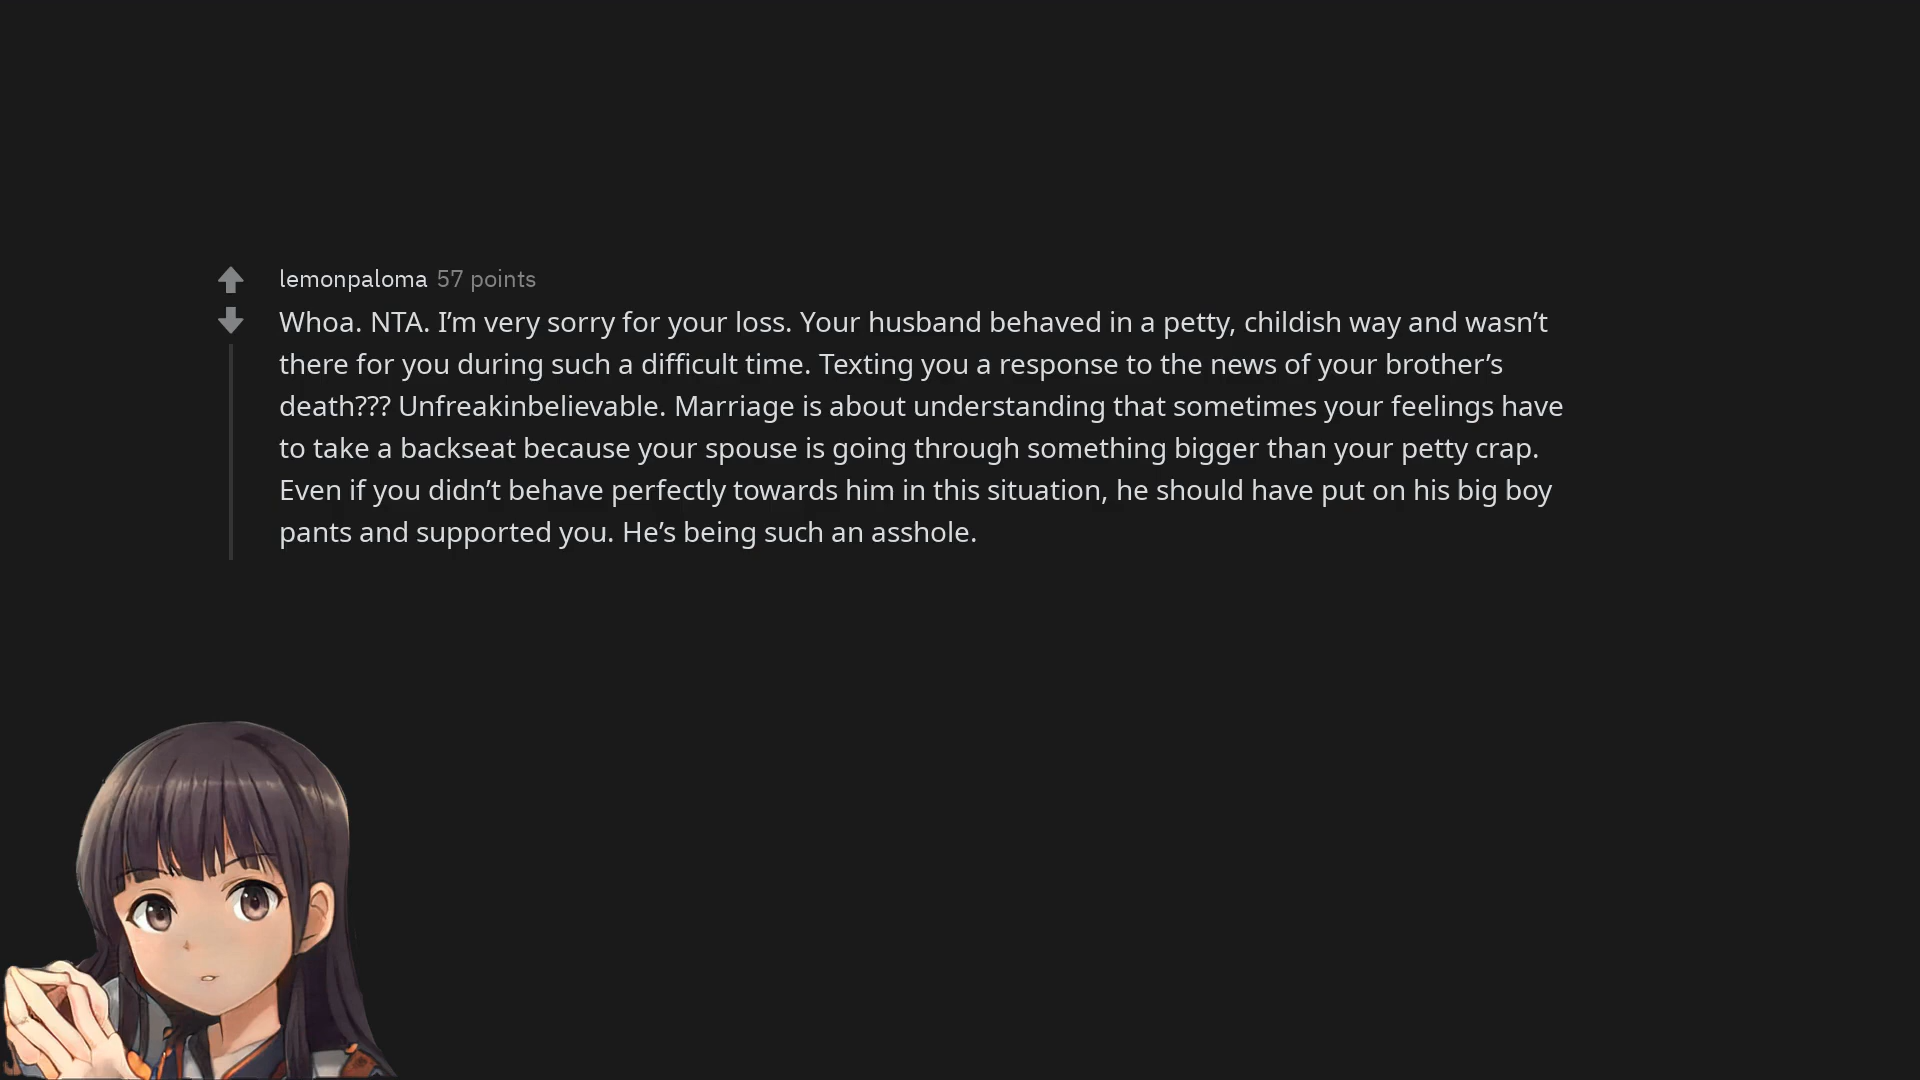 lemonpaloma 57 points
Whoa. NTA. I’m very sorry for your loss. Your husband behaved in a petty, childish way and wasn’t
there for you during such a difficult time. Texting you a response to the news of your brother’s
death??? Unfreakinbelievable. Marriage is about understanding that sometimes your feelings have
to take a backseat because your spouse is going through something bigger than your petty crap.
Even if you didn’t behave perfectly towards him in this situation, he should have put on his big boy
pants and supported you. He’s being such an asshole.